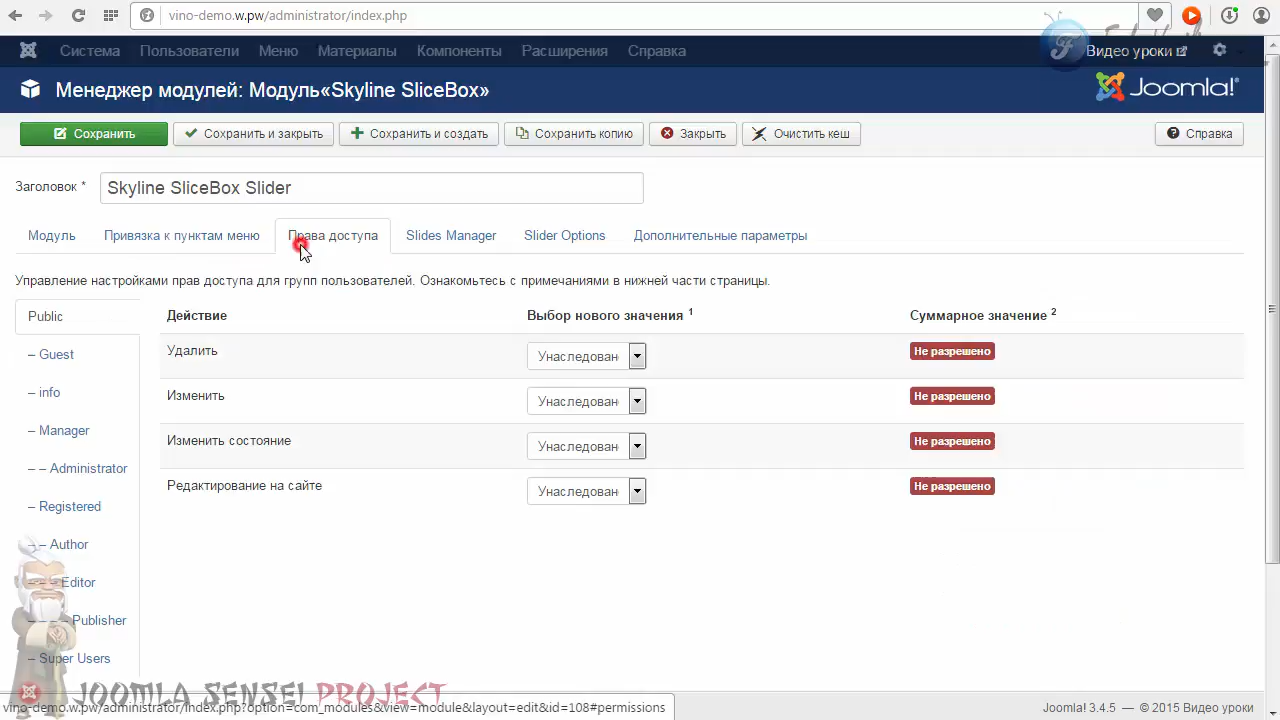 vino-demo.w.pw/administrator/index.php
Система Пользователи Меню Материалы Компоненты Расширения Справка Видео уроки
Менеджер модулей: Модуль«Skyline SliceBox» Joomla!
Сохранить Сохранить и закрыть Сохранить и создать Сохранить копию Закрыть Очистить кеш Справка
Заголовок * Skyline SliceBox Slider
Модуль Привязка к пунктам меню Права доступа Slides Manager Slider Options Дополнительные параметры
Управление настройками прав доступа для групп пользователей. Ознакомьтесь с примечаниями в нижней части страницы.
Public Действие Выбор нового значения 1 Суммарное значение 2
Удалить Унаследован Не разрешено
– Guest
– info Изменить Унаследован Не разрешено
– Manager Изменить состояние Унаследован Не разрешено
– – Administrator
Редактирование на сайте Унаследован Не разрешено
– Registered
– Author
Editor
Publisher
– Super Users
JOOMLA SENSEI PROJECT
vino-demo.w.pw/administrator/index.php?option=com_modules&view=module&layout=edit&id=108#permissions Joomla! 3.4.5 — © 2015 Видео уроки